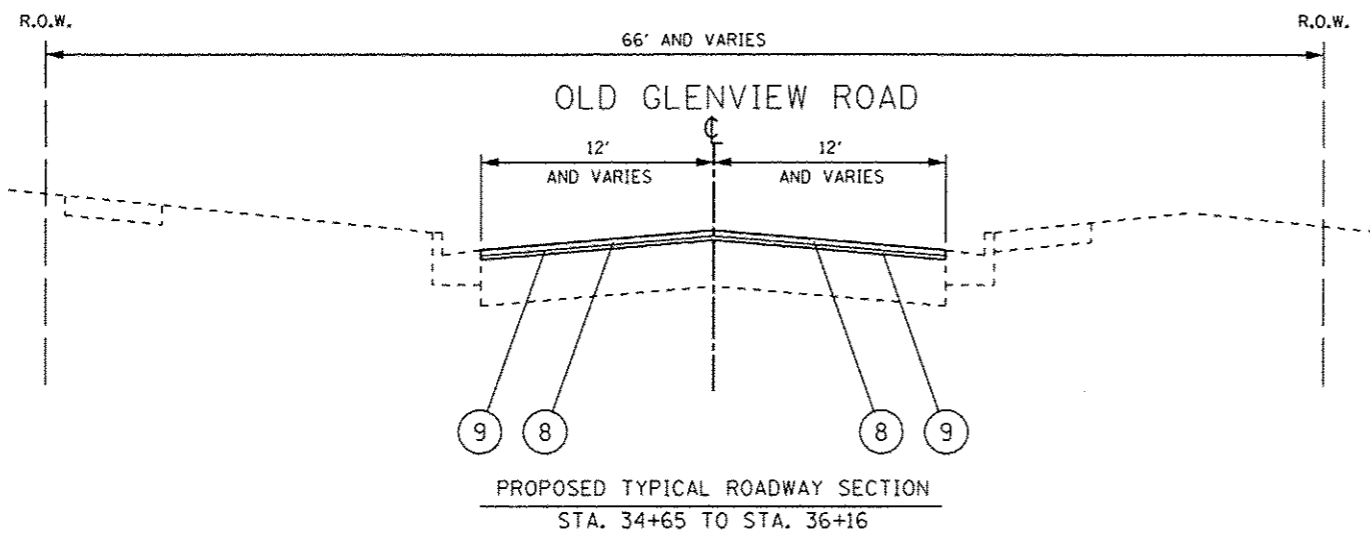 R.O.W.
R.O.W.
66' AND VARIES
OLD GLENVIEW ROAD
℄
12'
12'
AND VARIES
AND VARIES
9
8
8
9
PROPOSED TYPICAL ROADWAY SECTION
STA. 34+65 TO STA. 36+16